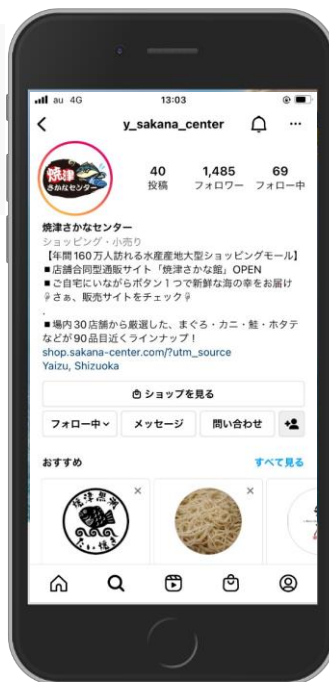 au 4G 13:03
y_sakana_center
焼津
さかなセンター
40 1,485 69
投稿 フォロワー フォロー中
焼津さかなセンター
ショッピング・小売り
【年間160万人訪れる水産産地大型ショッピングモール】
■店舗合同型通販サイト「焼津さかな館」OPEN
■ご自宅にいながらボタン1つで新鮮な海の幸をお届け
☟さぁ、販売サイトをチェック☟
.
■場内30店舗から厳選した、まぐろ・カニ・鮭・ホタテ
などが90品目近くラインナップ！
shop.sakana-center.com/?utm_source
Yaizu, Shizuoka
ショップを見る
フォロー中 メッセージ 問い合わせ
おすすめ すべて見る
焼津黒潮
たい焼き